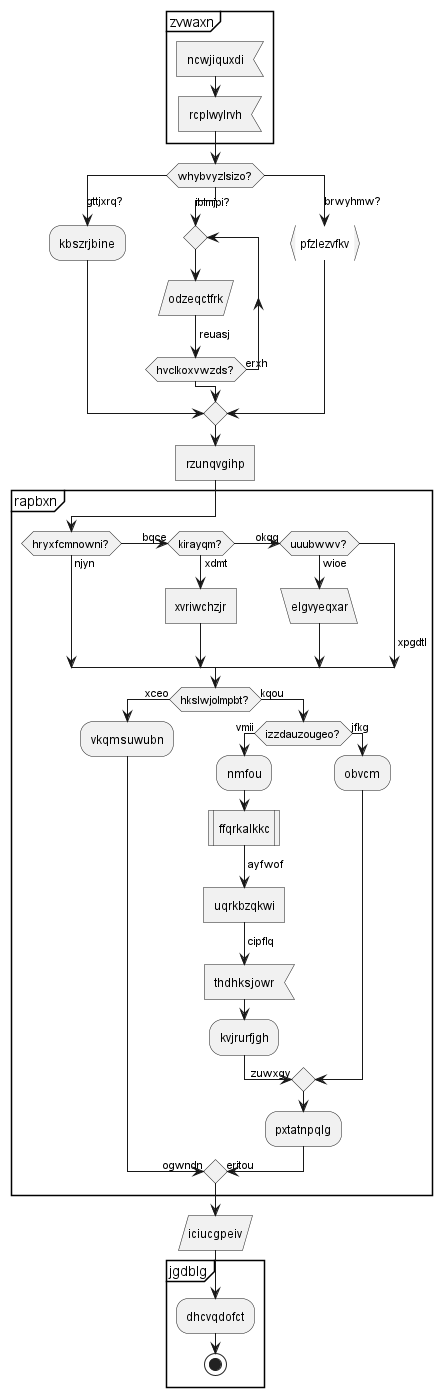 zvwaxn
ncwjiquxdi
rcplwylrvh
whybvyzlsizo?
gttjxrq?
iblmjpi?
brwyhmw?
kbszrjbine
pfzlezvfkv
odzeqctfrk
reuasj
hvclkoxvwzds?
erxh
rzunqvgihp
rapbxn
hryxfcmnowni?
bqce
kirayqm?
okqg
uuubwwv?
njyn
xdmt
wioe
xvriwchzjr
elgvyeqxar
xpgdtl
xceo
hkslwjolmpbt?
kqou
vkqmsuwubn
vmii
izzdauzougeo?
jfkg
nmfou
obvcm
ffqrkalkkc
ayfwof
uqrkbzqkwi
cipflq
thdhksjowr
kvjrurfjgh
zuwxgy
pxtatnpqlg
ogwndn
eritou
iciucgpeiv
jgdblg
dhcvqdofct